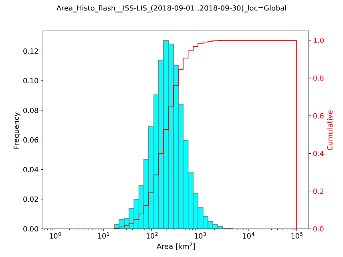 Area_Histo_flash__ISS-LIS_(2018-09-01..2018-09-30)_loc=Global
0.12
0.10
0.08
0.06
0.04
0.02
0.00
Frequency
1.0
0.8
0.6
0.4
0.2
0.0
Cumulative
10⁰ 10¹ 10² 10³ 10⁴ 10⁵
Area [km²]